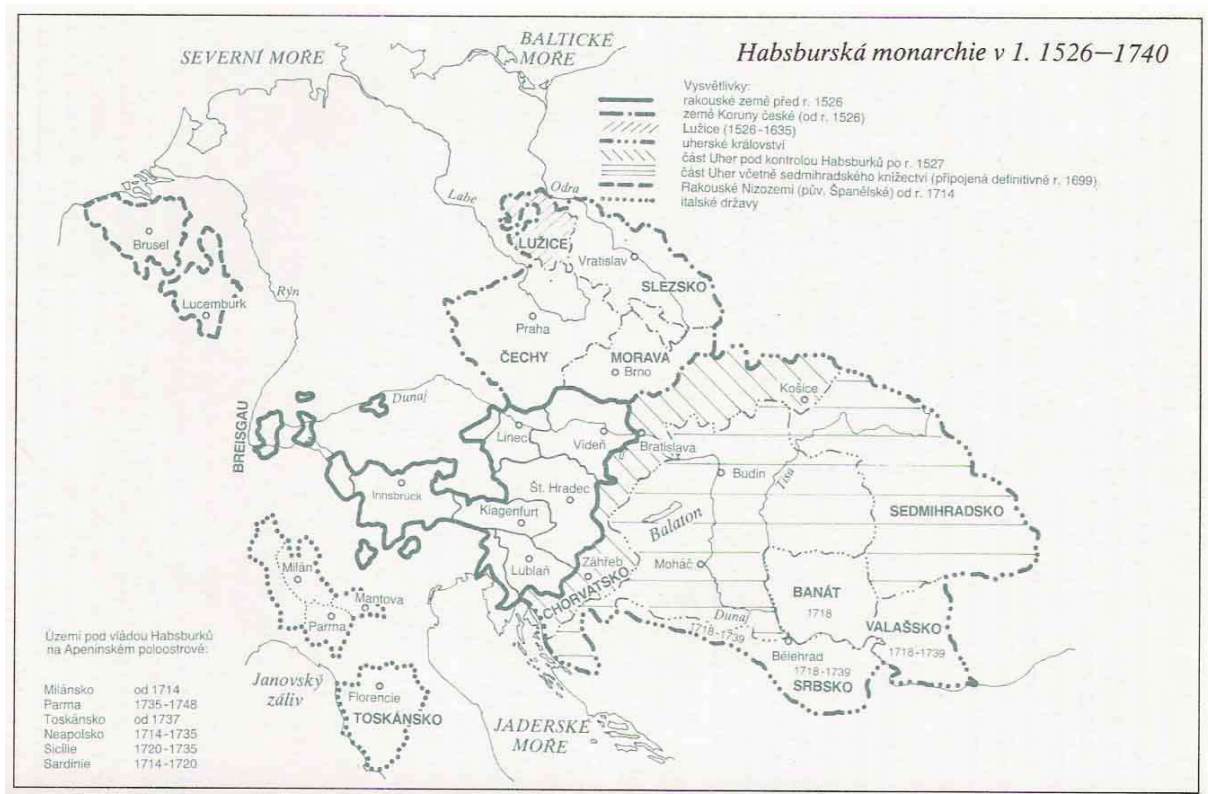 Habsburská monarchie v l. 1526–1740
Vysvětlivky:
rakouské země před r. 1526
země Koruny české (od r. 1526)
Lužice (1526-1635)
uherské království
část Uher pod kontrolou Habsburků po r. 1527
část Uher včetně sedmihradského knížectví (připojená definitivně r. 1699)
Rakouské Nizozemí (pův. Španělské) od r. 1714
italské državy
SEVERNÍ MOŘE
BALTICKÉ
MOŘE
Labe
Odra
Brusel
Lucemburk
Rýn
LUŽICE
Vratislav
SLEZSKO
Praha
ČECHY
MORAVA
Brno
Košice
Dunaj
BREISGAU
Linec
Vídeň
Bratislava
Budín
Tisa
Innsbruck
Št. Hradec
Klagenfurt
Balaton
SEDMIHRADSKO
Lublaň
Záhřeb
Moháč
CHORVATSKO
BANÁT
1718
Milán
Mantova
Parma
Dunaj
1718-1739
VALAŠSKO
1718-1739
Bělehrad
1718-1739
SRBSKO
Janovský
záliv
Florencie
TOSKÁNSKO
JADERSKÉ
MOŘE
Území pod vládou Habsburků
na Apeninském poloostrově:
Milánsko od 1714
Parma 1735-1748
Toskánsko od 1737
Neapolsko 1714-1735
Sicílie 1720-1735
Sardinie 1714-1720